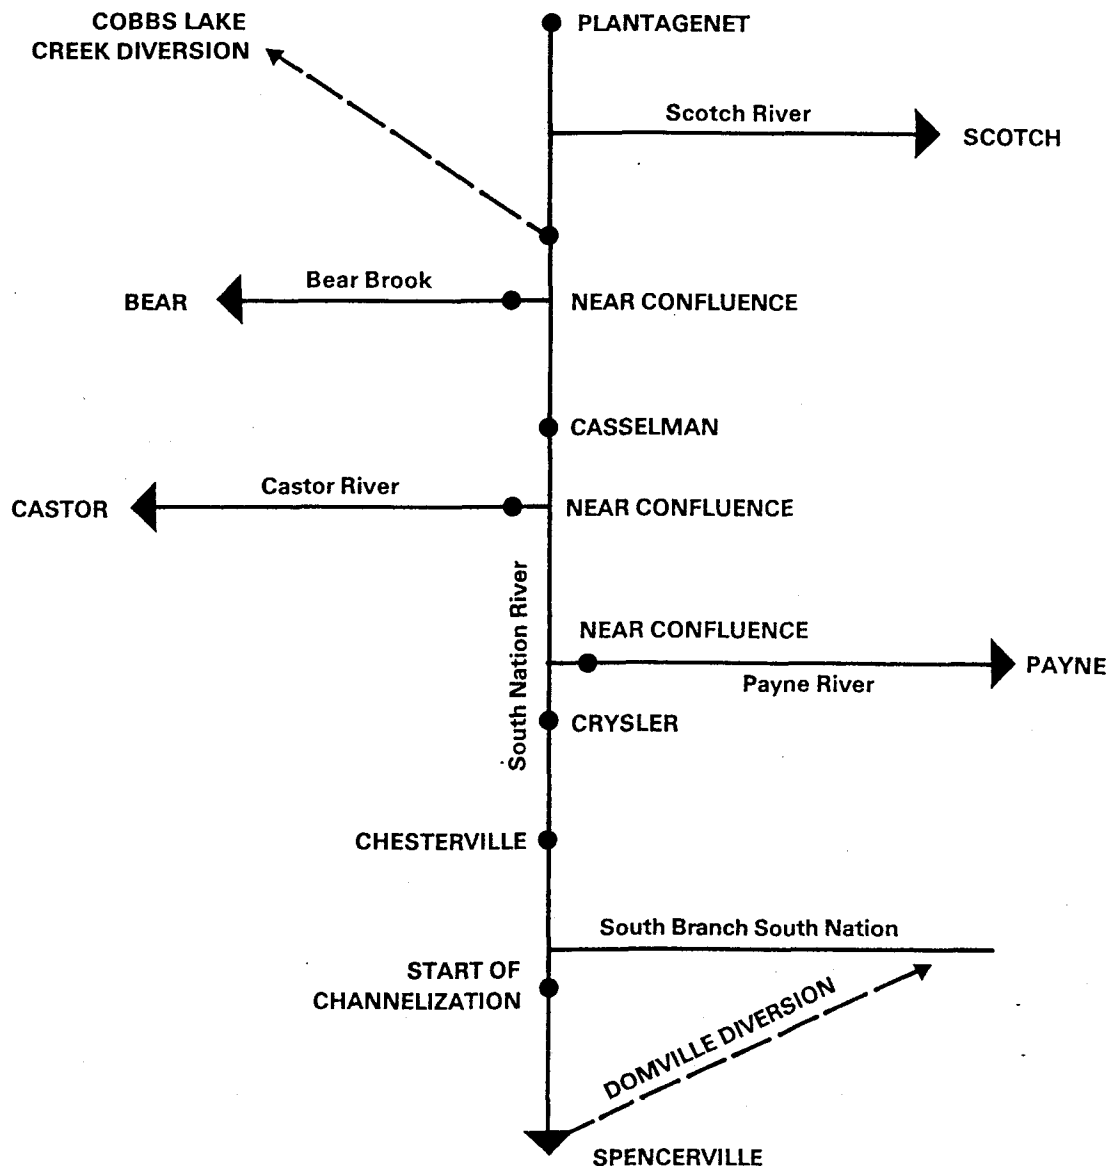 COBBS LAKE
CREEK DIVERSION
PLANTAGENET
Scotch River
SCOTCH
Bear Brook
BEAR
NEAR CONFLUENCE
CASSELMAN
Castor River
CASTOR
NEAR CONFLUENCE
South Nation River
NEAR CONFLUENCE
PAYNE
Payne River
CRYSLER
CHESTERVILLE
South Branch South Nation
START OF
CHANNELIZATION
DOMVILLE DIVERSION
SPENCERVILLE